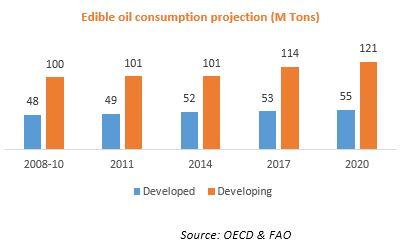 Edible oil consumption projection (M Tons)
48 100 49 101 52 101 53 114 55 121
2008-10 2011 2014 2017 2020
Developed Developing
Source: OECD & FAO